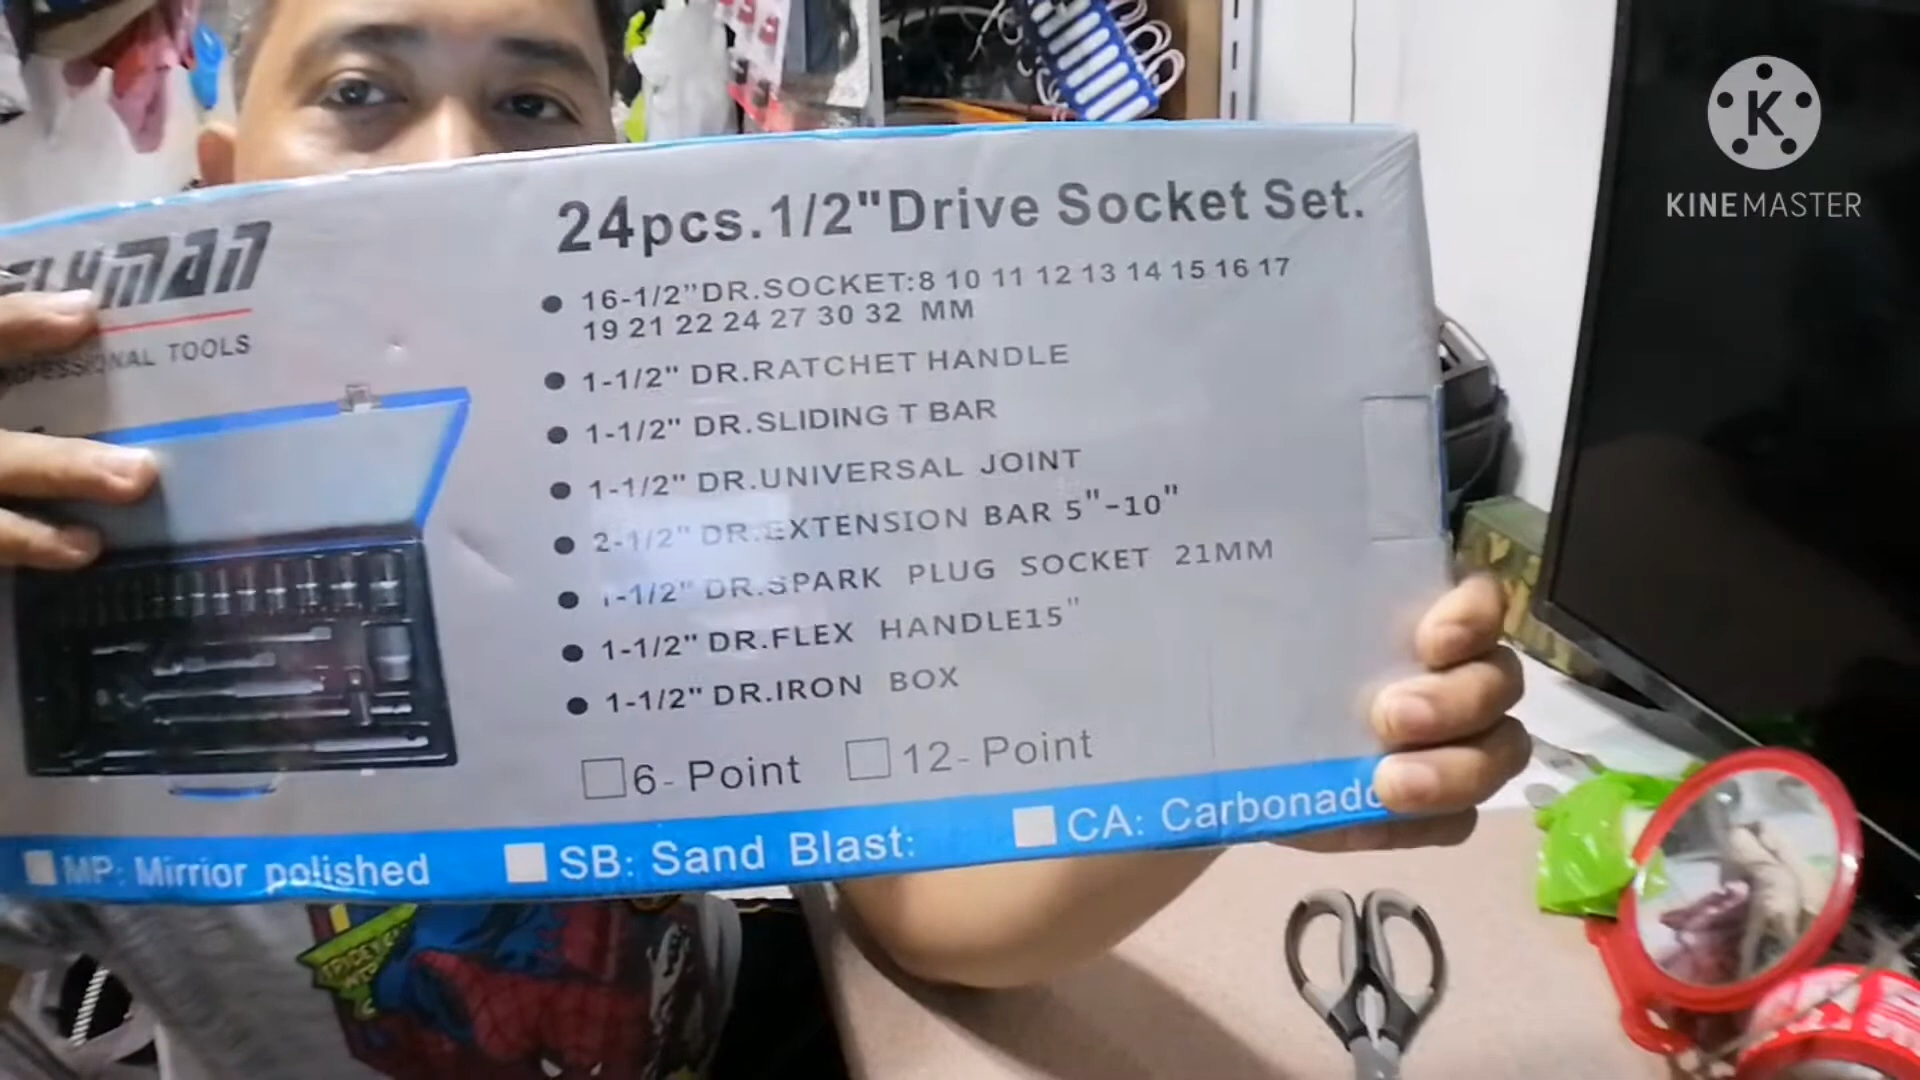 KINEMASTER
24pcs.1/2"Drive Socket Set.
16-1/2"DR.SOCKET:8 10 11 12 13 14 15 16 17
19 21 22 24 27 30 32 MM
1-1/2" DR.RATCHET HANDLE
1-1/2" DR.SLIDING T BAR
1-1/2" DR.UNIVERSAL JOINT
2-1/2" DR.EXTENSION BAR 5"-10"
1-1/2" DR.SPARK PLUG SOCKET 21MM
1-1/2" DR.FLEX HANDLE15"
1-1/2" DR.IRON BOX
6- Point 12- Point
TOOLS
MP: Mirrior polished SB: Sand Blast: CA: Carbonado